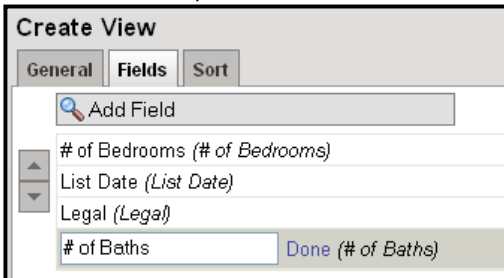 Create View
General Fields Sort
Add Field
# of Bedrooms (# of Bedrooms)
List Date (List Date)
Legal (Legal)
# of Baths Done (# of Baths)